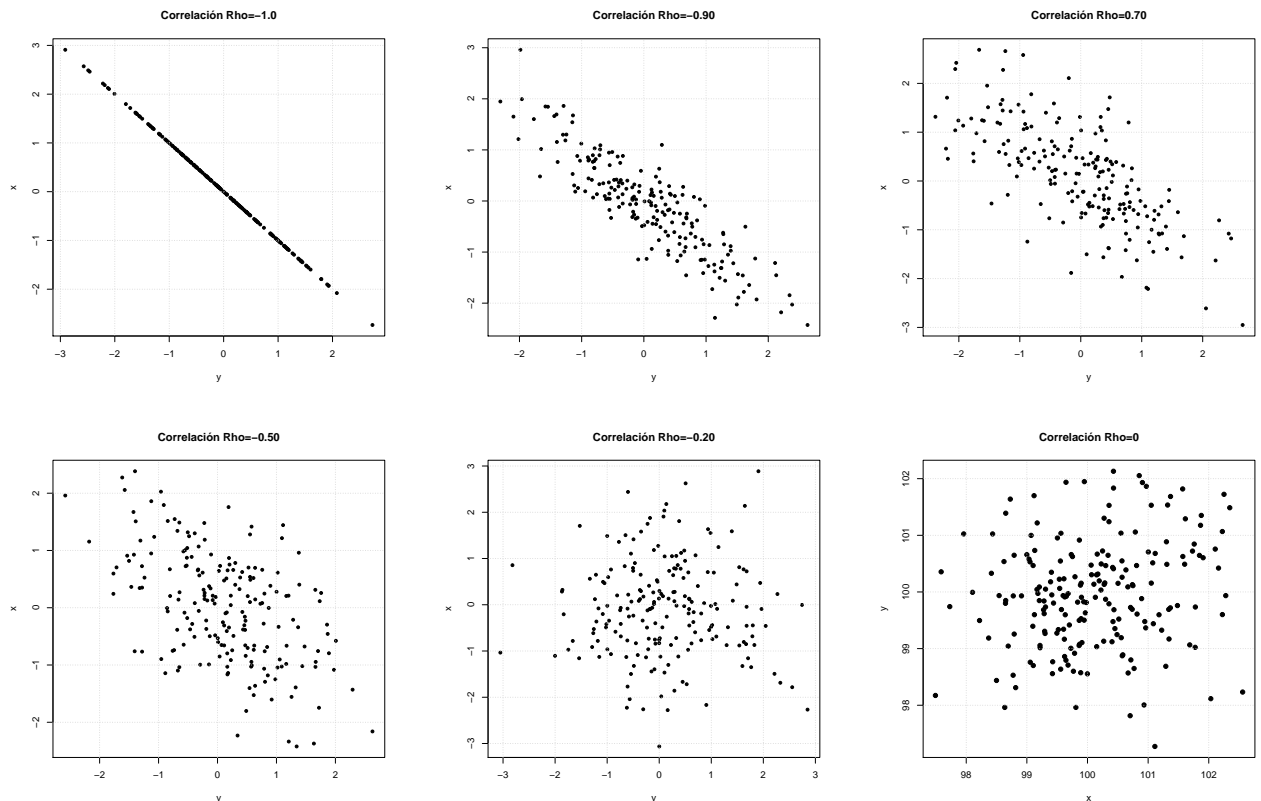 Correlación Rho=−1.0
3
2
1
0
−1
−2
x
−3 −2 −1 0 1 2
y
Correlación Rho=−0.90
3
2
1
0
−1
−2
x
−2 −1 0 1 2
y
Correlación Rho=0.70
2
1
0
−1
−2
−3
x
−2 −1 0 1 2
y
Correlación Rho=−0.50
2
1
0
−1
−2
x
−2 −1 0 1 2
y
Correlación Rho=−0.20
3
2
1
0
−1
−2
−3
x
−3 −2 −1 0 1 2 3
y
Correlación Rho=0
102
101
100
99
98
y
98 99 100 101 102
x